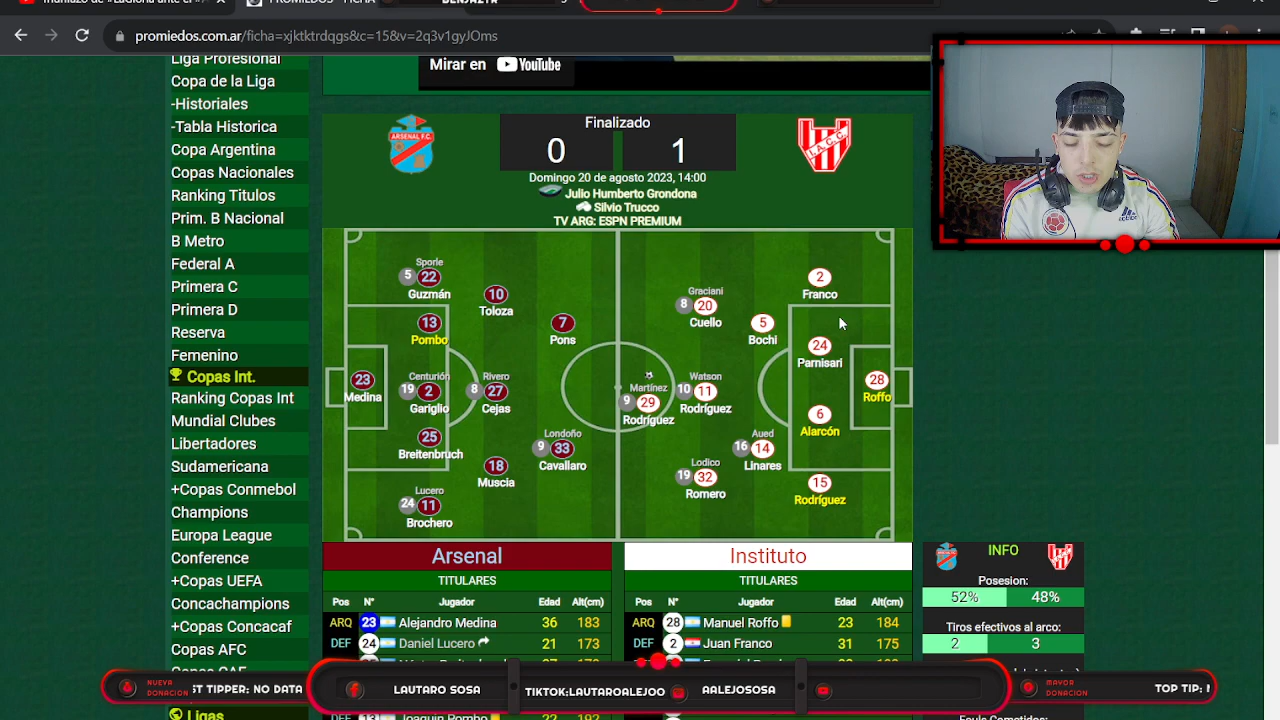 promiedos.com.ar/ficha=xjktktrdqgs&c=15&v=2q3v1gyJOms
Liga Profesional
Copa de la Liga
-Historiales
-Tabla Historica
Copa Argentina
Copas Nacionales
Ranking Titulos
Prim. B Nacional
B Metro
Federal A
Primera C
Primera D
Reserva
Femenino
Copas Int.
Ranking Copas Int
Mundial Clubes
Libertadores
Sudamericana
+Copas Conmebol
Champions
Europa League
Conference
+Copas UEFA
Concachampions
+Copas Concacaf
Copas AFC
Ligas
Mirar en YouTube
ARSENAL F.C.
I.A.C.C.
Finalizado
0 1
Domingo 20 de agosto 2023, 14:00
Julio Humberto Grondona
Silvio Trucco
TV ARG: ESPN PREMIUM
23
Medina
Sporle
5 22
Guzmán
13
Pombo
Centurión
19 2
Gariglio
25
Breitenbruch
Lucero
24 11
Brochero
10
Toloza
Rivero
8 27
Cejas
18
Muscia
7
Pons
Londoño
9 33
Cavallaro
Martínez
9 29
Rodríguez
Graciani
8 20
Cuello
Watson
10 11
Rodríguez
Lodico
19 32
Romero
5
Bochi
Aued
16 14
Linares
2
Franco
24
Parnisari
6
Alarcón
15
Rodríguez
28
Roffo
Arsenal
TITULARES
Pos N° Jugador Edad Alt(cm)
ARQ 23 Alejandro Medina 36 183
DEF 24 Daniel Lucero 21 173
Instituto
TITULARES
Pos N° Jugador Edad Alt(cm)
ARQ 28 Manuel Roffo 23 184
DEF 2 Juan Franco 31 175
INFO
Posesion:
52% 48%
Tiros efectivos al arco:
2 3
NUEVA
DONACION
ST TIPPER: NO DATA
LAUTARO SOSA
TIKTOK:LAUTAROALEJOO
AALEJOSOSA
MAYOR
DONACION
TOP TIP: